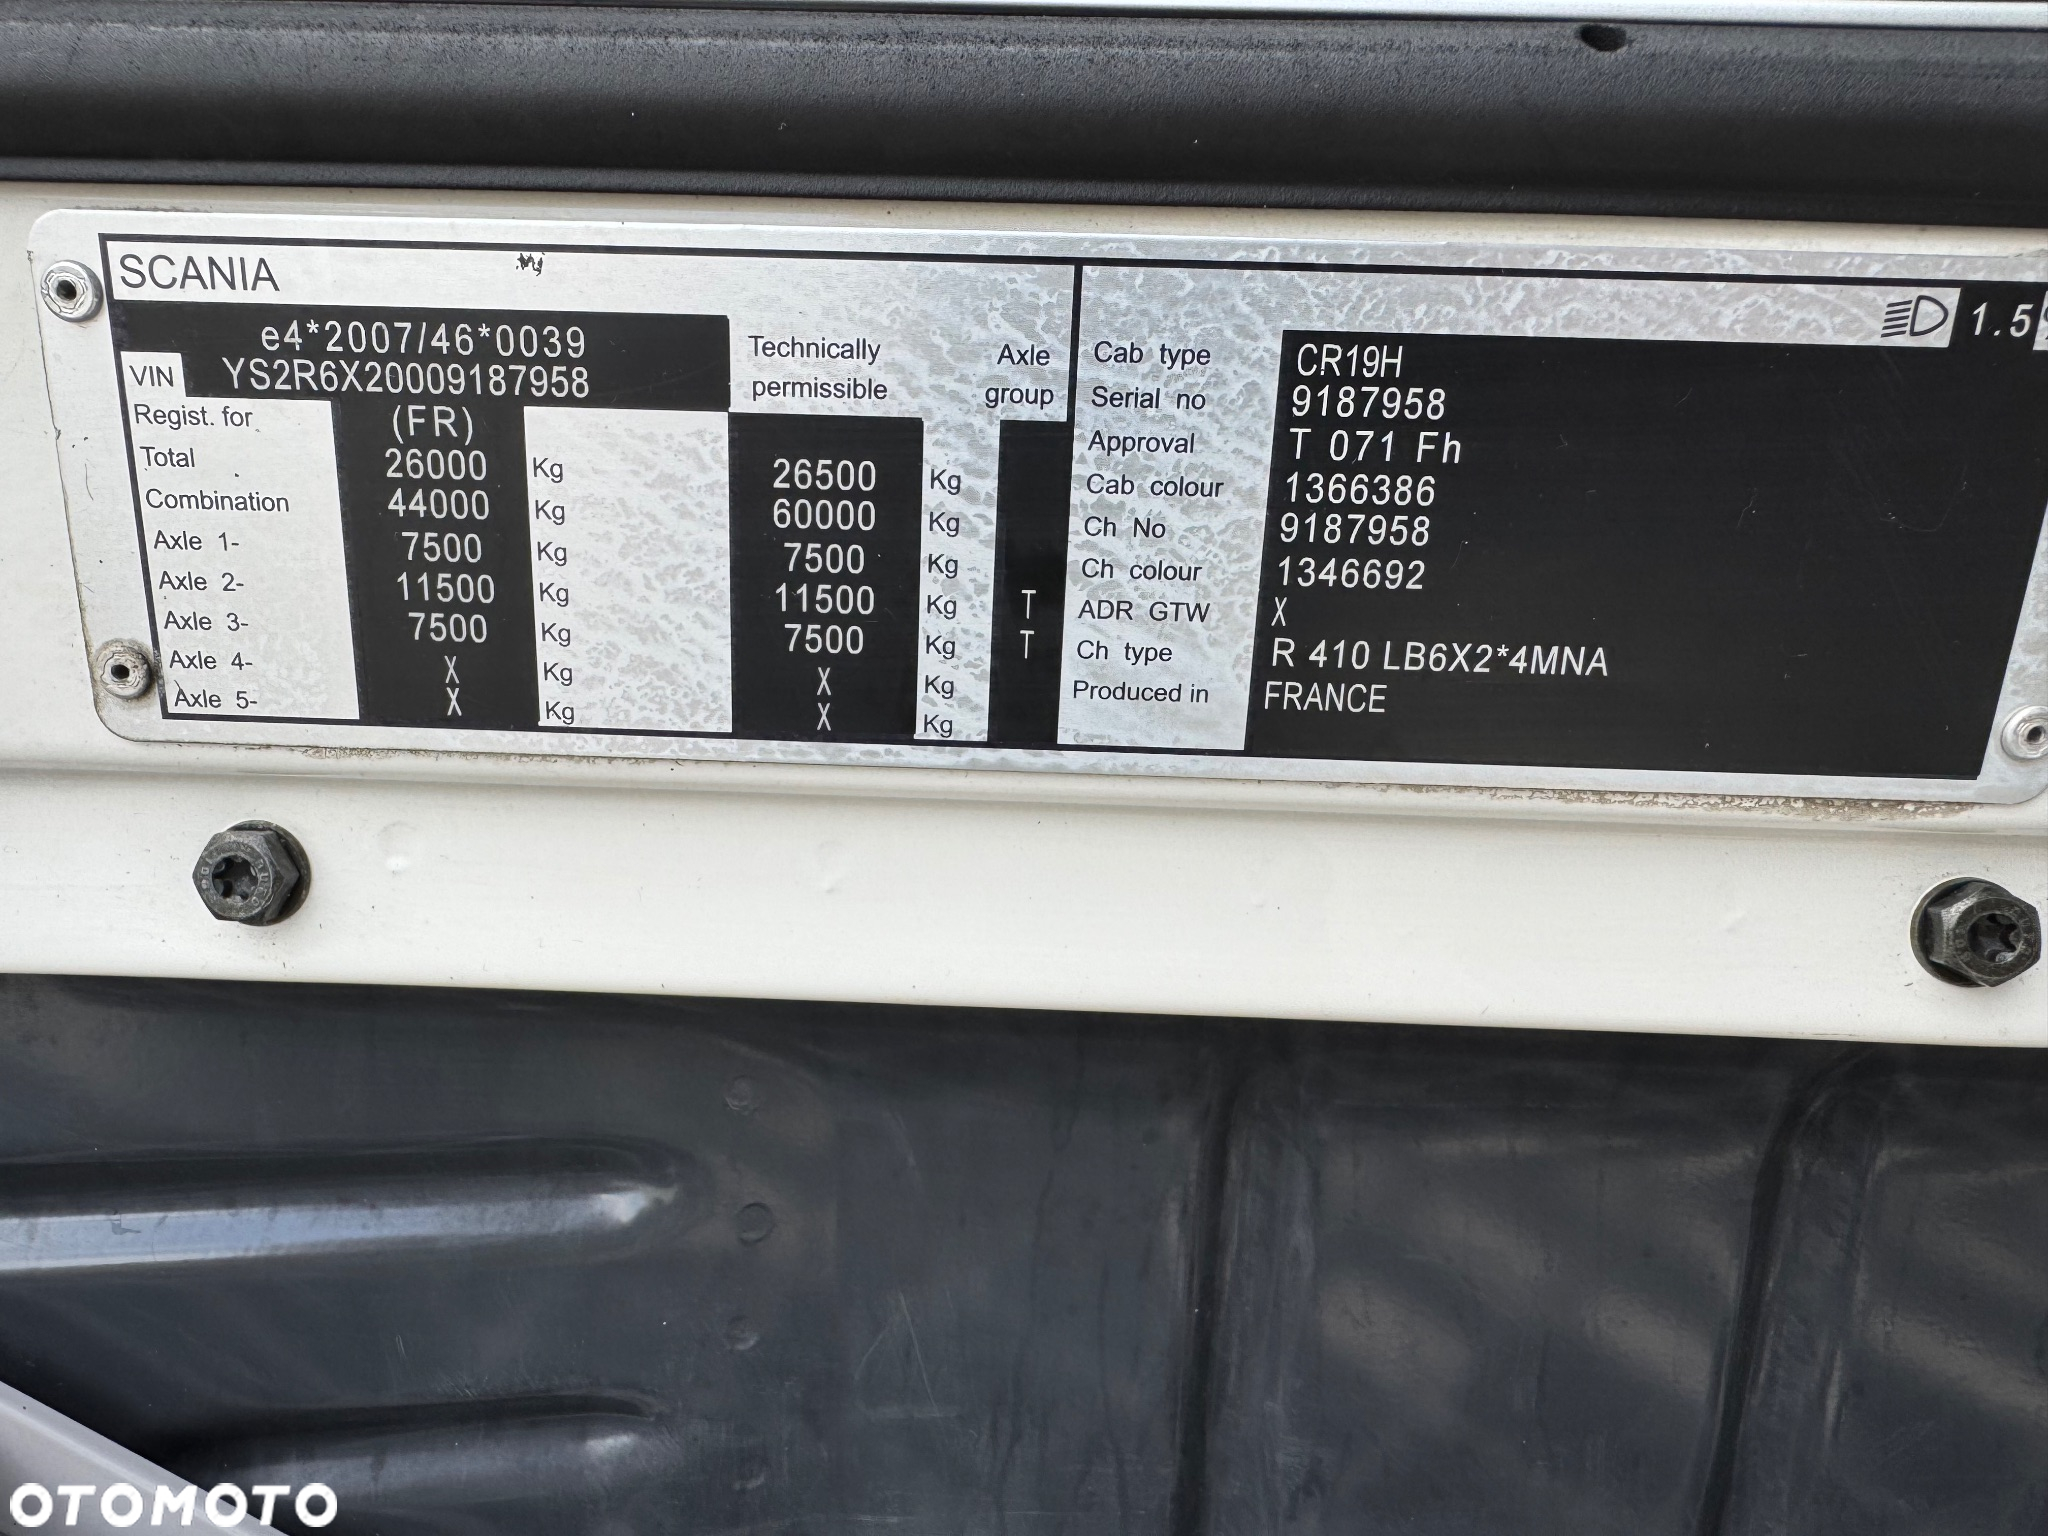 SCANIA
e4*2007/46*0039
VIN YS2R6X20009187958
Technically permissible
Axle group
Regist. for (FR)
Total 26000 Kg 26500 Kg
Combination 44000 Kg 60000 Kg
Axle 1- 7500 Kg 7500 Kg
Axle 2- 11500 Kg 11500 Kg T
Axle 3- 7500 Kg 7500 Kg T
Axle 4- X Kg X Kg
Axle 5- X Kg X Kg
1.5
Cab type CR19H
Serial no 9187958
Approval T 071 Fh
Cab colour 1366386
Ch No 9187958
Ch colour 1346692
ADR GTW X
Ch type R 410 LB6X2*4MNA
Produced in FRANCE
OTOMOTO